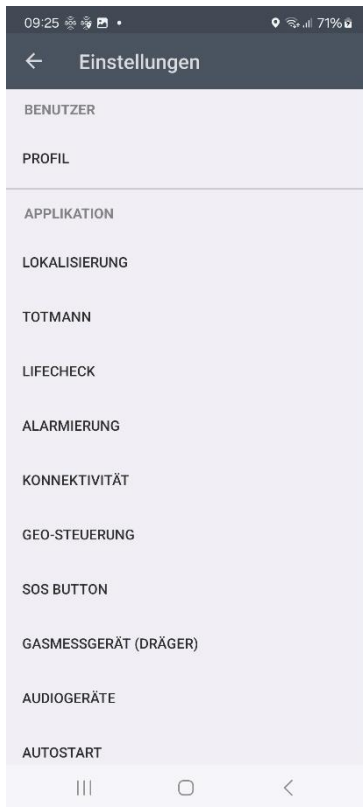 09:25 71%
Einstellungen
BENUTZER
PROFIL
APPLIKATION
LOKALISIERUNG
TOTMANN
LIFECHECK
ALARMIERUNG
KONNEKTIVITÄT
GEO-STEUERUNG
SOS BUTTON
GASMESSGERÄT (DRÄGER)
AUDIOGERÄTE
AUTOSTART